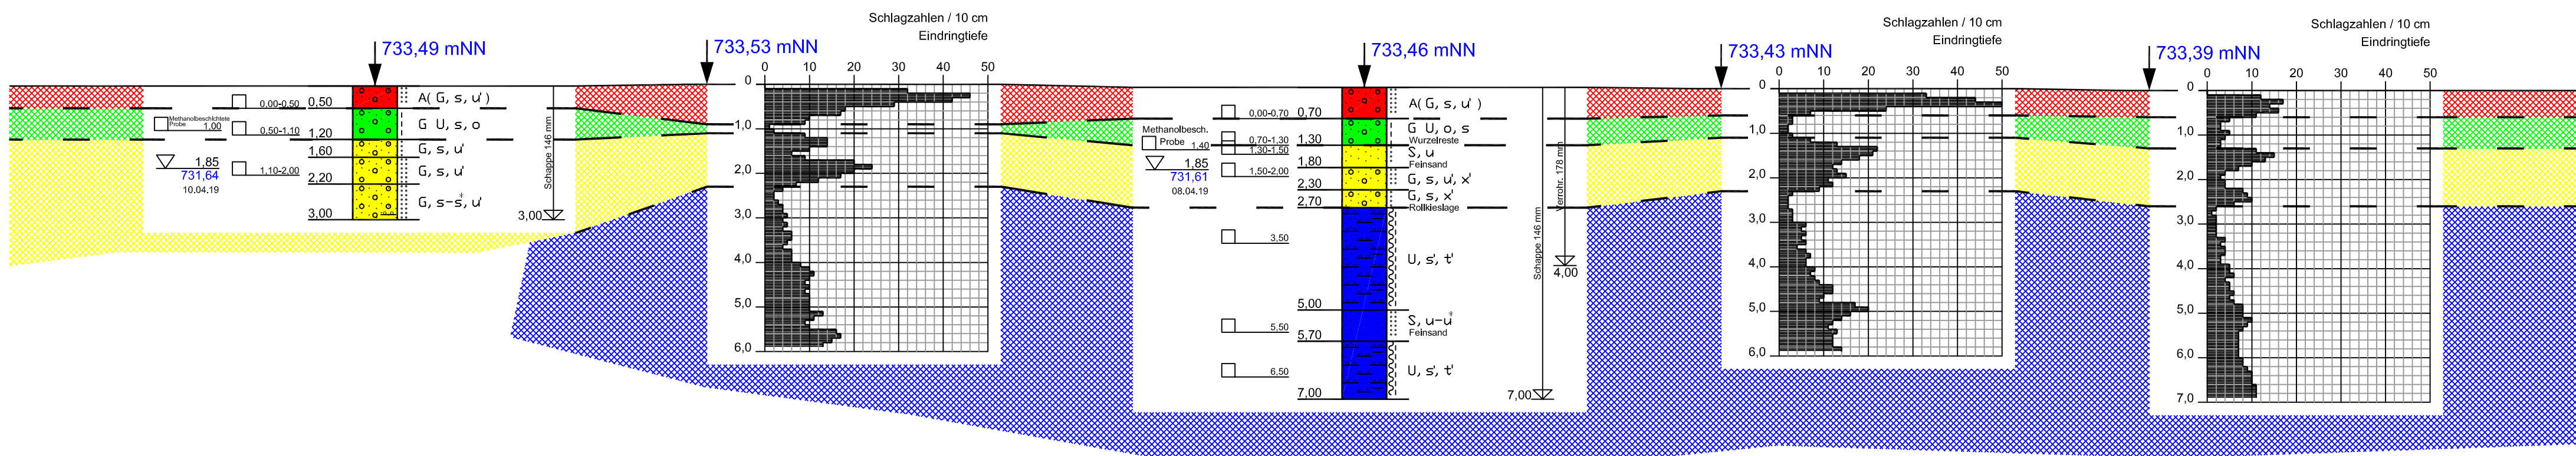 733,49 mNN
0,00-0,50
0,50
A( G, s, u' )
Methanolbeschichtete
Probe
1,00
0,50-1,10
1,20
G U, s, o
G, s, u'
1,60
1,85
731,64
10.04.19
1,10-2,00
G, s, u'
2,20
G, s-s̄, u'
3,00
Schappe 146 mm
3,00
733,53 mNN
Schlagzahlen / 10 cm
Eindringtiefe
0 10 20 30 40 50
0
1,0
2,0
3,0
4,0
5,0
6,0
733,46 mNN
0,00-0,70
0,70
A( G, s, u' )
Methanolbesch.
Probe
1,40
0,70-1,30
1,30
G U, o, s
Wurzelreste
1,30-1,50
S, u
Feinsand
1,80
1,85
731,61
08.04.19
1,50-2,00
G, s, u', x'
2,30
G, s, x'
2,70
Rollkieslage
3,50
U, s', t'
5,00
5,50
S, u-u*
Feinsand
5,70
6,50
U, s', t'
7,00
Schappe 146 mm
7,00
Verrohr. 178 mm
4,00
733,43 mNN
Schlagzahlen / 10 cm
Eindringtiefe
0 10 20 30 40 50
0
1,0
2,0
3,0
4,0
5,0
6,0
733,39 mNN
Schlagzahlen / 10 cm
Eindringtiefe
0 10 20 30 40 50
0
1,0
2,0
3,0
4,0
5,0
6,0
7,0